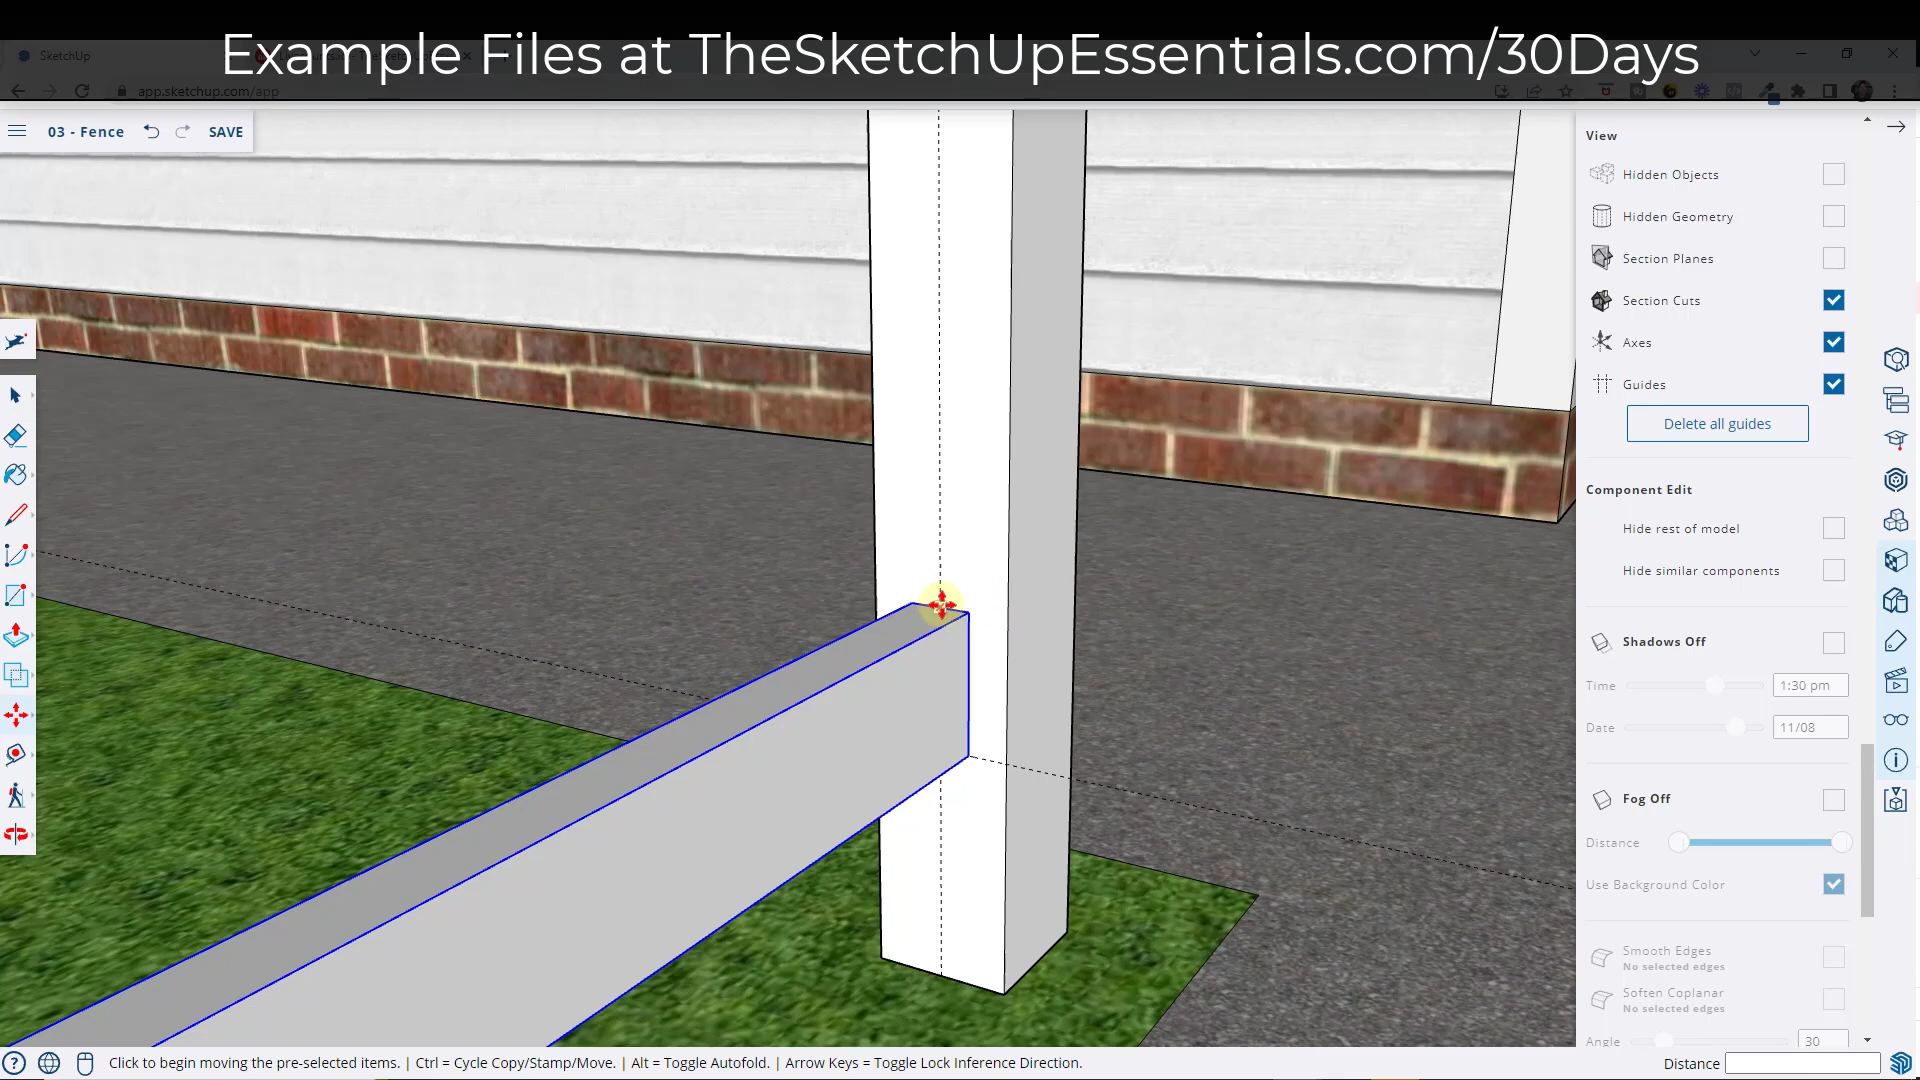 Example Files at TheSketchUpEssentials.com/30Days
SketchUp
app.sketchup.com/app
03 - Fence
SAVE
View
Hidden Objects
Hidden Geometry
Section Planes
Section Cuts
Axes
Guides
Delete all guides
Component Edit
Hide rest of model
Hide similar components
Shadows Off
Time 1:30 pm
Date 11/08
Fog Off
Distance
Use Background Color
Smooth Edges
No selected edges
Soften Coplanar
No selected edges
Angle 30
Click to begin moving the pre-selected items. | Ctrl = Cycle Copy/Stamp/Move. | Alt = Toggle Autofold. | Arrow Keys = Toggle Lock Inference Direction.
Distance